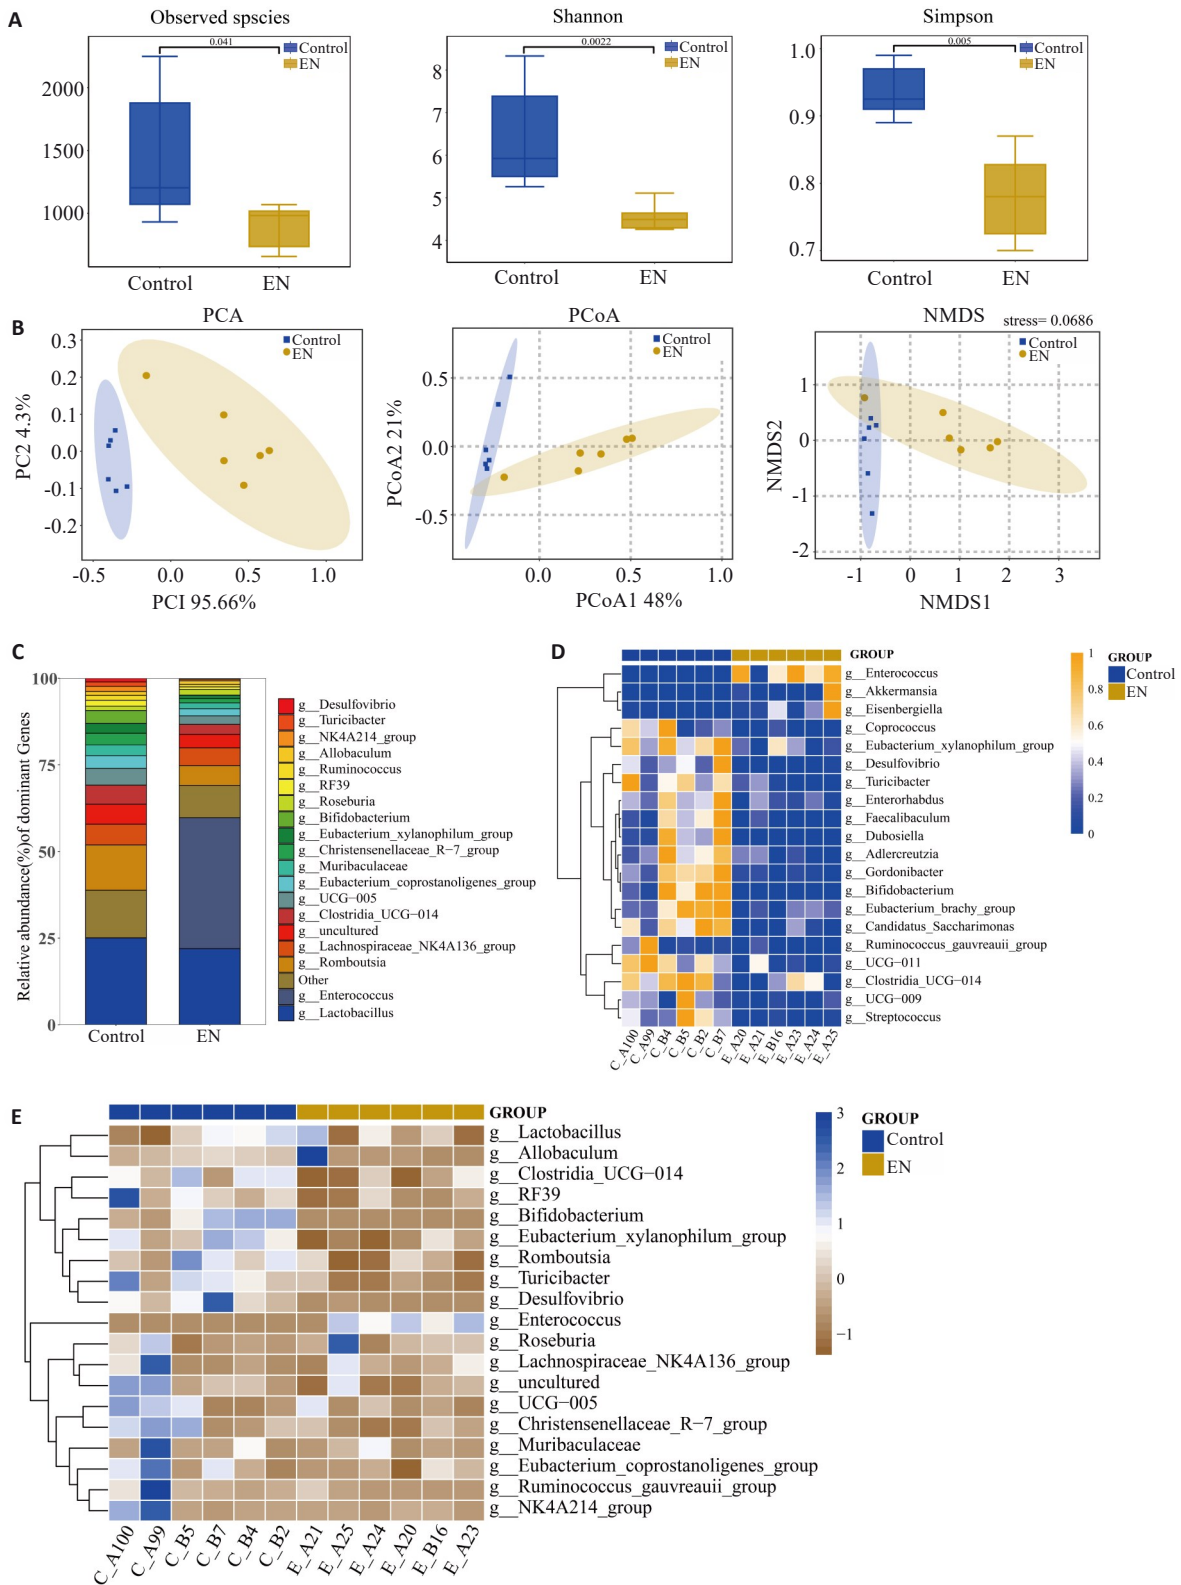 A
Observed spscies
Shannon
Simpson
0.041
Control
EN
2000
1500
1000
Control
EN
0.0022
Control
EN
8
7
6
5
4
Control
EN
0.005
Control
EN
1.0
0.9
0.8
0.7
Control
EN
B
PCA
PCoA
NMDS
stress= 0.0686
Control
EN
0.3
0.2
0.1
0.0
-0.1
-0.2
PC2 4.3%
-0.5
0.0
0.5
1.0
PCI 95.66%
Control
EN
0.5
0.0
-0.5
PCoA2 21%
0.0
0.5
1.0
PCoA1 48%
Control
EN
1
0
-1
-2
NMDS2
-1
0
1
2
3
NMDS1
C
100
75
50
25
0
Relative abundance(%)of dominant Genes
Control
EN
g__Desulfovibrio
g__Turicibacter
g__NK4A214_group
g__Allobaculum
g__Ruminococcus
g__RF39
g__Roseburia
g__Bifidobacterium
g__Eubacterium_xylanophilum_group
g__Christensenellaceae_R-7_group
g__Muribaculaceae
g__Eubacterium_coprostanoligenes_group
g__UCG-005
g__Clostridia_UCG-014
g__uncultured
g__Lachnospiraceae_NK4A136_group
g__Romboutsia
Other
g__Enterococcus
g__Lactobacillus
D
GROUP
g__Enterococcus
g__Akkermansia
g__Eisenbergiella
g__Coprococcus
g__Eubacterium_xylanophilum_group
g__Desulfovibrio
g__Turicibacter
g__Enterorhabdus
g__Faecalibaculum
g__Dubosiella
g__Adlercreutzia
g__Gordonibacter
g__Bifidobacterium
g__Eubacterium_brachy_group
g__Candidatus_Saccharimonas
g__Ruminococcus_gauvreauii_group
g__UCG-011
g__Clostridia_UCG-014
g__UCG-009
g__Streptococcus
C_A100
C_A99
C_B4
C_B5
C_B2
C_B7
E_A20
E_A21
E_B16
E_A23
E_A24
E_A25
1
0.8
0.6
0.4
0.2
0
GROUP
Control
EN
E
GROUP
g__Lactobacillus
g__Allobaculum
g__Clostridia_UCG-014
g__RF39
g__Bifidobacterium
g__Eubacterium_xylanophilum_group
g__Romboutsia
g__Turicibacter
g__Desulfovibrio
g__Enterococcus
g__Roseburia
g__Lachnospiraceae_NK4A136_group
g__uncultured
g__UCG-005
g__Christensenellaceae_R-7_group
g__Muribaculaceae
g__Eubacterium_coprostanoligenes_group
g__Ruminococcus_gauvreauii_group
g__NK4A214_group
C_A100
C_A99
C_B5
C_B7
C_B4
C_B2
E_A21
E_A25
E_A24
E_A20
E_B16
E_A23
3
2
1
0
-1
GROUP
Control
EN